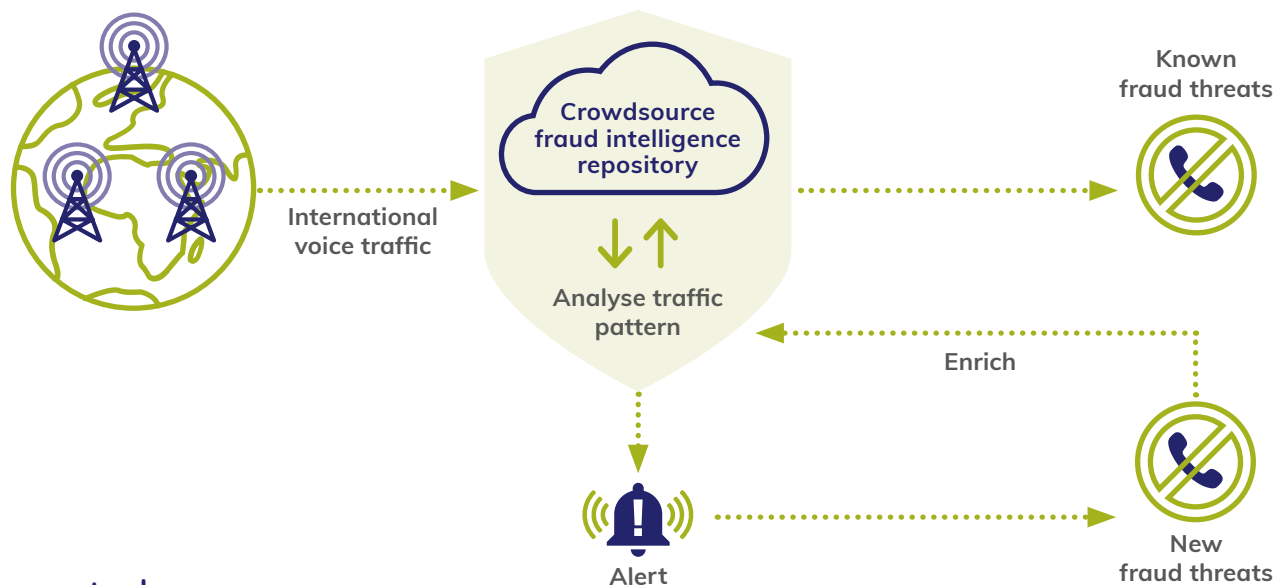 Known
fraud threats
Crowdsource
fraud intelligence
repository
International
voice traffic
Analyse traffic
pattern
Enrich
Alert
New
fraud threats